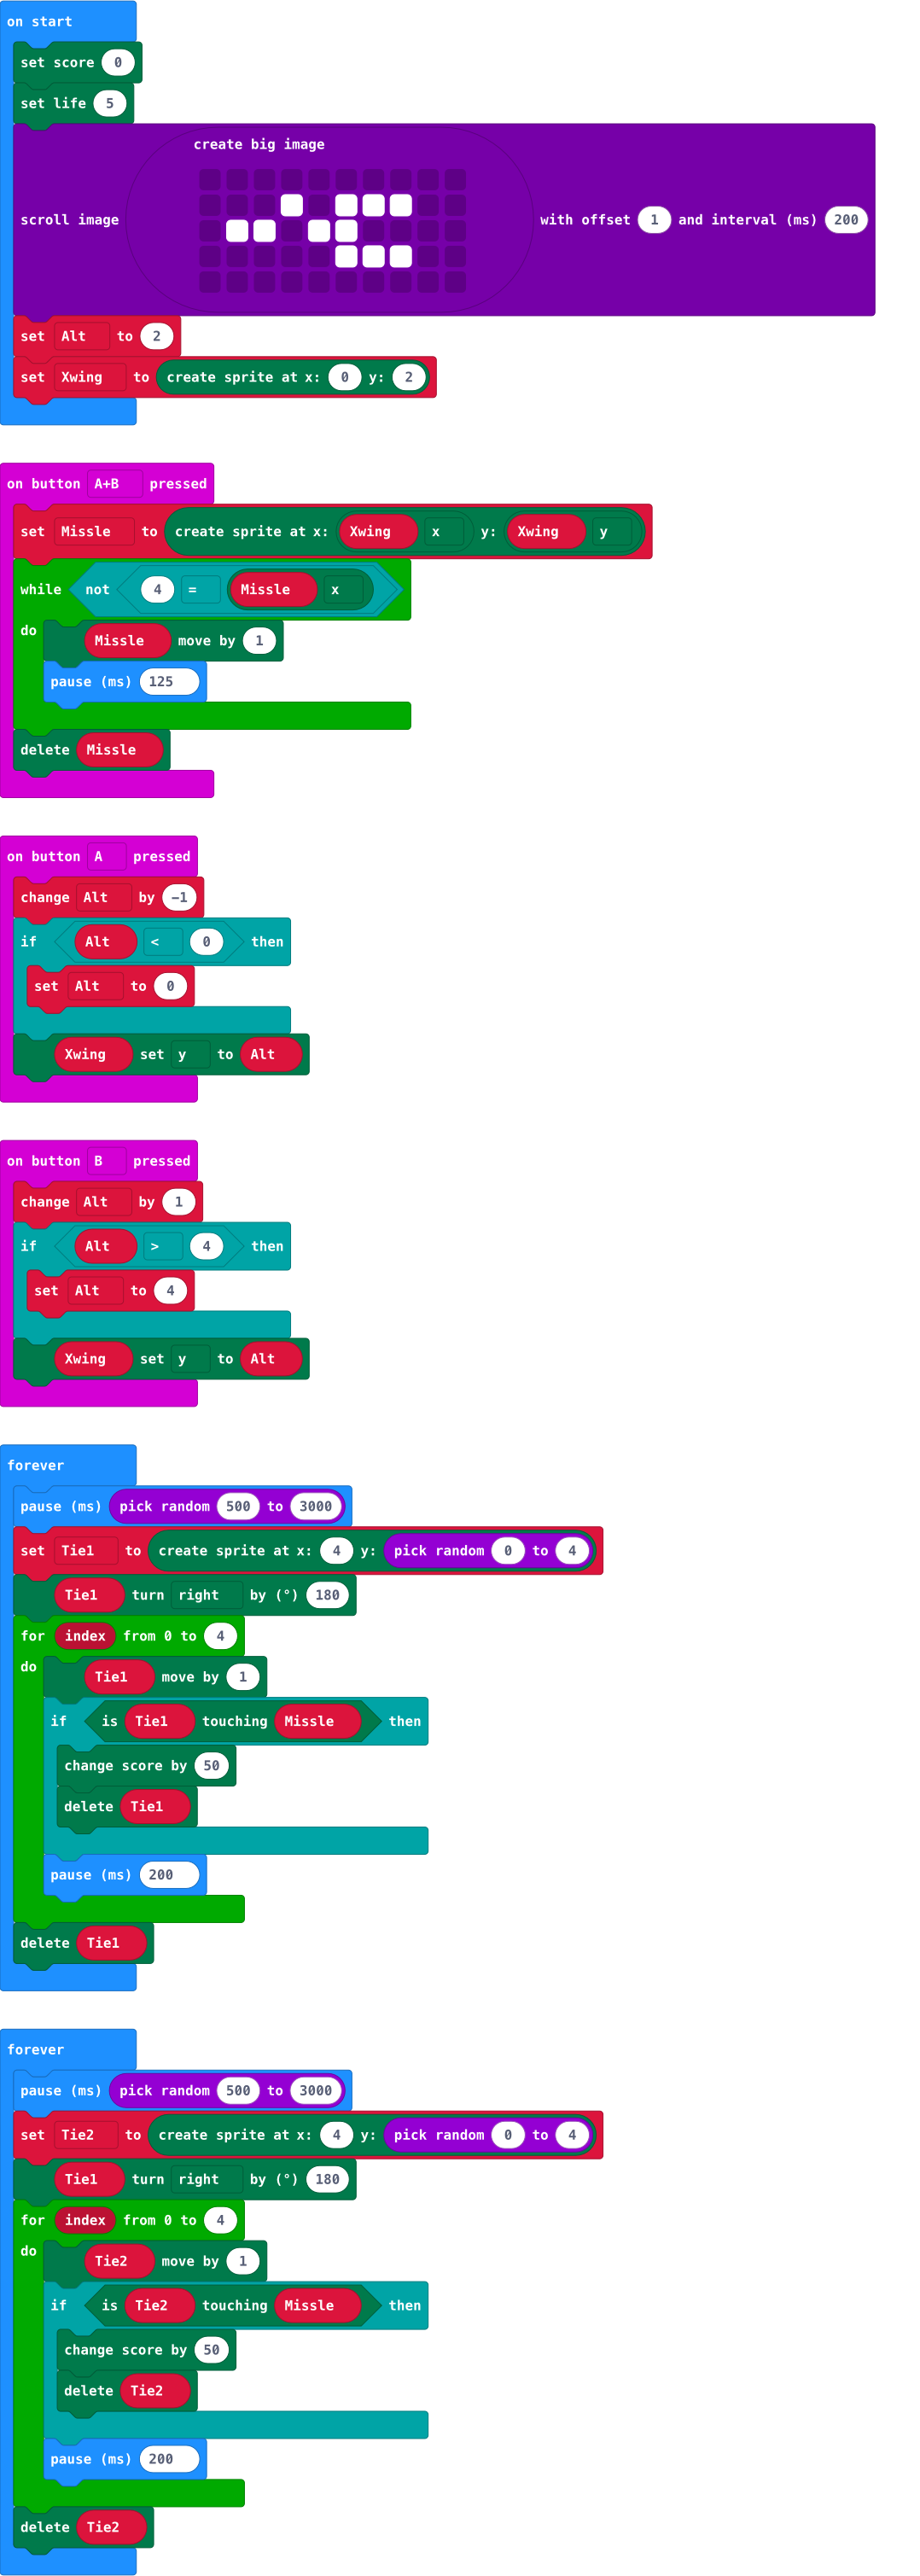 on start
set score 0
set life 5
create big image
scroll image with offset 1 and interval (ms) 200
set Alt to 2
set Xwing to create sprite at x: 0 y: 2
on button A+B pressed
set Missle to create sprite at x: Xwing x y: Xwing y
while not 4 = Missle x
do Missle move by 1
pause (ms) 125
delete Missle
on button A pressed
change Alt by −1
if Alt < 0 then
set Alt to 0
Xwing set y to Alt
on button B pressed
change Alt by 1
if Alt > 4 then
set Alt to 4
Xwing set y to Alt
forever
pause (ms) pick random 500 to 3000
set Tie1 to create sprite at x: 4 y: pick random 0 to 4
Tie1 turn right by (°) 180
for index from 0 to 4
do Tie1 move by 1
if is Tie1 touching Missle then
change score by 50
delete Tie1
pause (ms) 200
delete Tie1
forever
pause (ms) pick random 500 to 3000
set Tie2 to create sprite at x: 4 y: pick random 0 to 4
Tie1 turn right by (°) 180
for index from 0 to 4
do Tie2 move by 1
if is Tie2 touching Missle then
change score by 50
delete Tie2
pause (ms) 200
delete Tie2